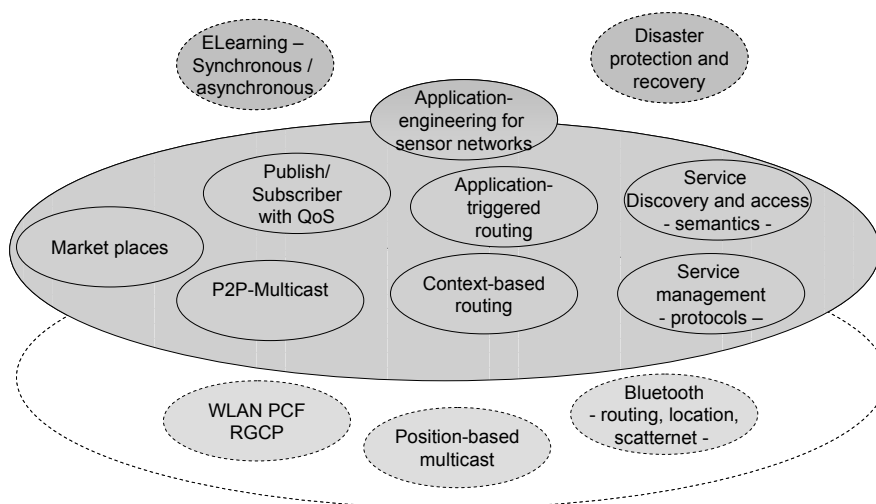 ELearning –
Synchronous /
asynchronous
Disaster
protection and
recovery
Application-
engineering for
sensor networks
Publish/
Subscriber
with QoS
Application-
triggered
routing
Service
Discovery and access
- semantics -
Market places
P2P-Multicast
Context-based
routing
Service
management
- protocols –
WLAN PCF
RGCP
Position-based
multicast
Bluetooth
- routing, location,
scatternet -